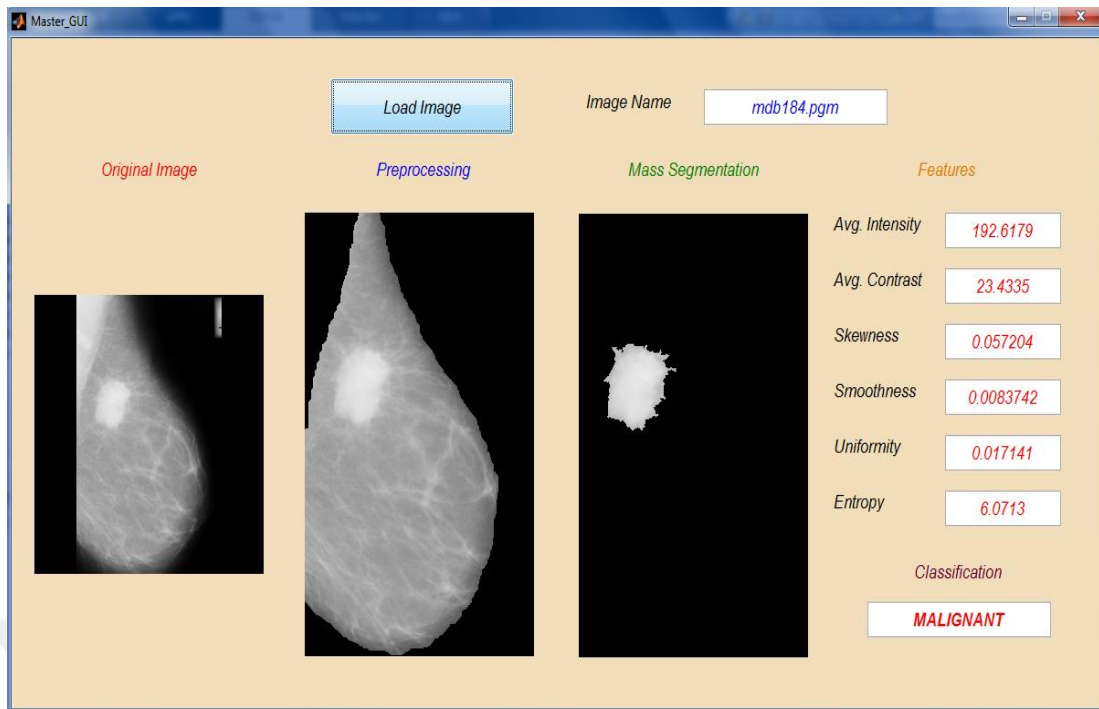 Master_GUI
Load Image
Image Name
mdb184.pgm
Original Image
Preprocessing
Mass Segmentation
Features
Avg. Intensity
192.6179
Avg. Contrast
23.4335
Skewness
0.057204
Smoothness
0.0083742
Uniformity
0.017141
Entropy
6.0713
Classification
MALIGNANT